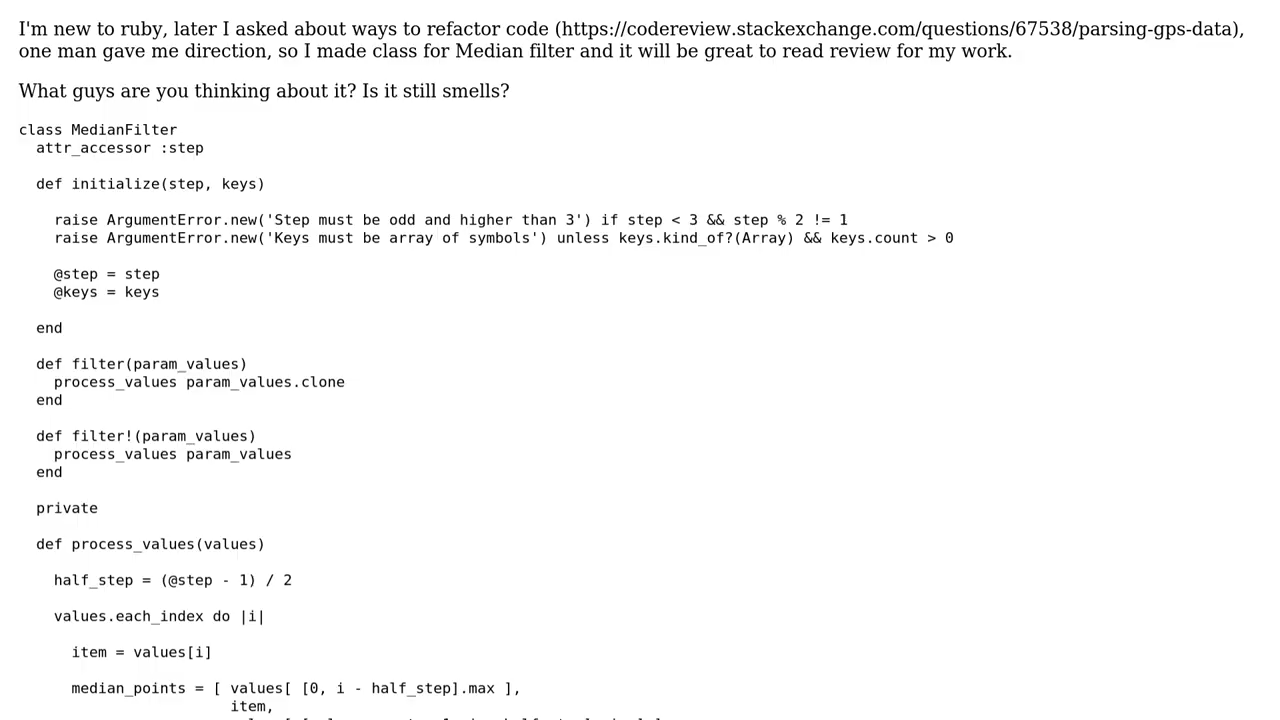 I'm new to ruby, later I asked about ways to refactor code (https://codereview.stackexchange.com/questions/67538/parsing-gps-data),
one man gave me direction, so I made class for Median filter and it will be great to read review for my work.
What guys are you thinking about it? Is it still smells?
class MedianFilter
attr_accessor :step
def initialize(step, keys)
raise ArgumentError.new('Step must be odd and higher than 3') if step < 3 && step % 2 != 1
raise ArgumentError.new('Keys must be array of symbols') unless keys.kind_of?(Array) && keys.count > 0
@step = step
@keys = keys
end
def filter(param_values)
process_values param_values.clone
end
def filter!(param_values)
process_values param_values
end
private
def process_values(values)
half_step = (@step - 1) / 2
values.each_index do |i|
item = values[i]
median_points = [ values[ [0, i - half_step].max ],
item,